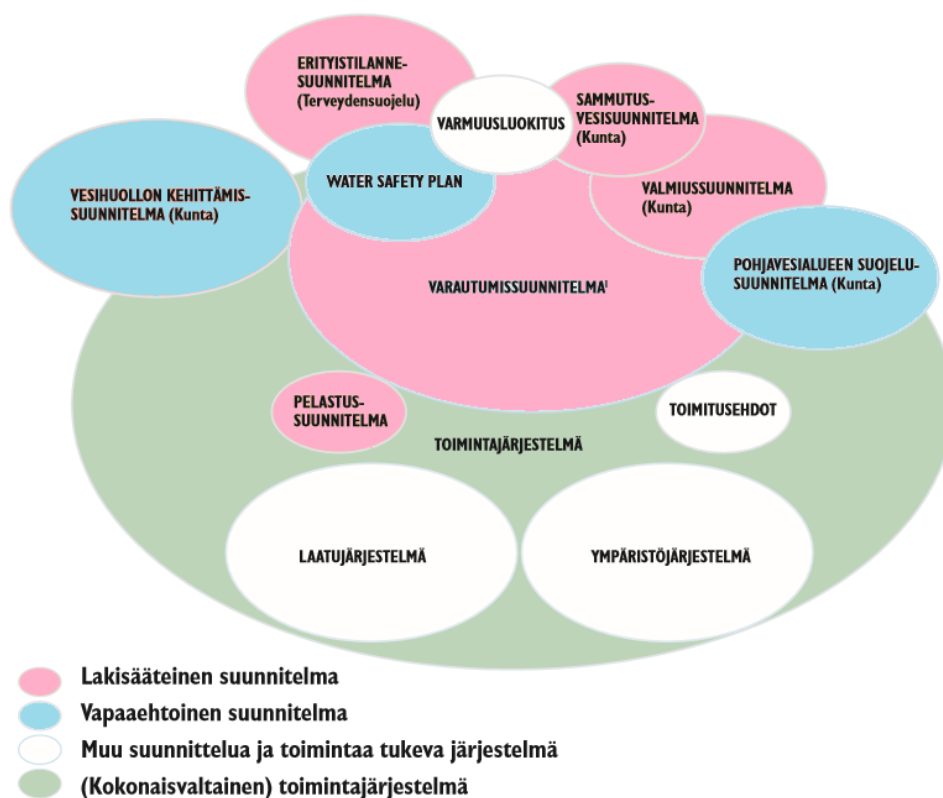 ERITYISTILANNE-
SUUNNITELMA
(Terveydensuojelu)
VARMUUSLUOKITUS
SAMMUTUS-
VESISUUNNITELMA
(Kunta)
WATER SAFETY PLAN
VESIHUOLLON KEHITTÄMIS-
SUUNNITELMA (Kunta)
VALMIUSSUUNNITELMA
(Kunta)
POHJAVESIALUEEN SUOJELU-
SUUNNITELMA (Kunta)
VARAUTUMISSUUNNITELMA¹
PELASTUS-
SUUNNITELMA
TOIMITUSEHDOT
TOIMINTAJÄRJESTELMÄ
LAATUJÄRJESTELMÄ
YMPÄRISTÖJÄRJESTELMÄ
Lakisääteinen suunnitelma
Vapaaehtoinen suunnitelma
Muu suunnittelua ja toimintaa tukeva järjestelmä
(Kokonaisvaltainen) toimintajärjestelmä